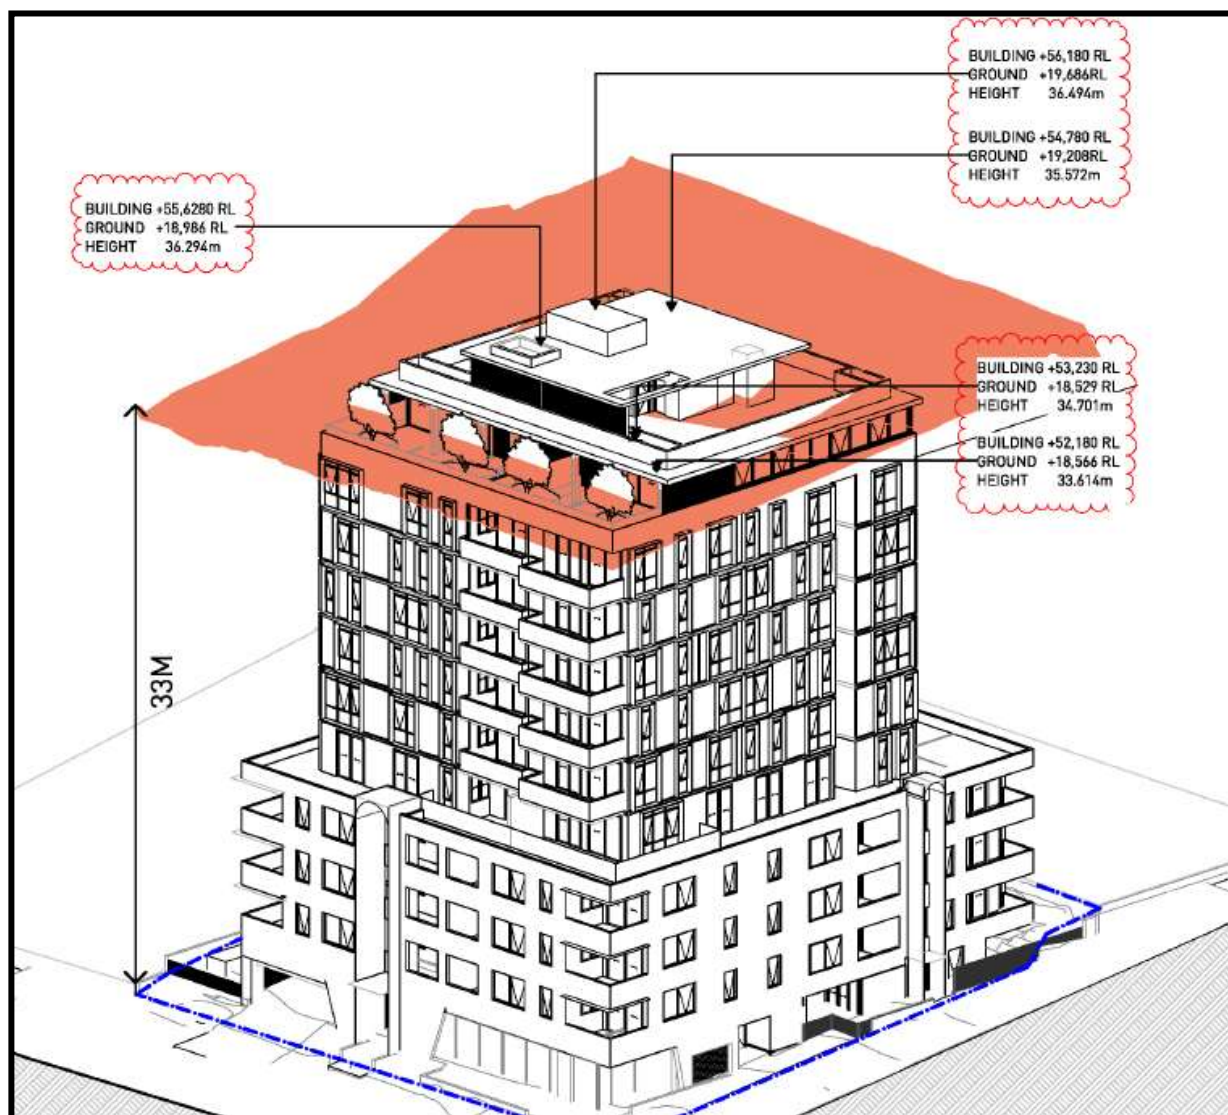 BUILDING +56,180 RL
GROUND +19,686RL
HEIGHT 36.494m
BUILDING +54,780 RL
GROUND +19,208RL
HEIGHT 35.572m
BUILDING +55,6280 RL
GROUND +18,986 RL
HEIGHT 36.294m
BUILDING +53,230 RL
GROUND +18,529 RL
HEIGHT 34.701m
BUILDING +52,180 RL
GROUND +18,566 RL
HEIGHT 33.614m
33M